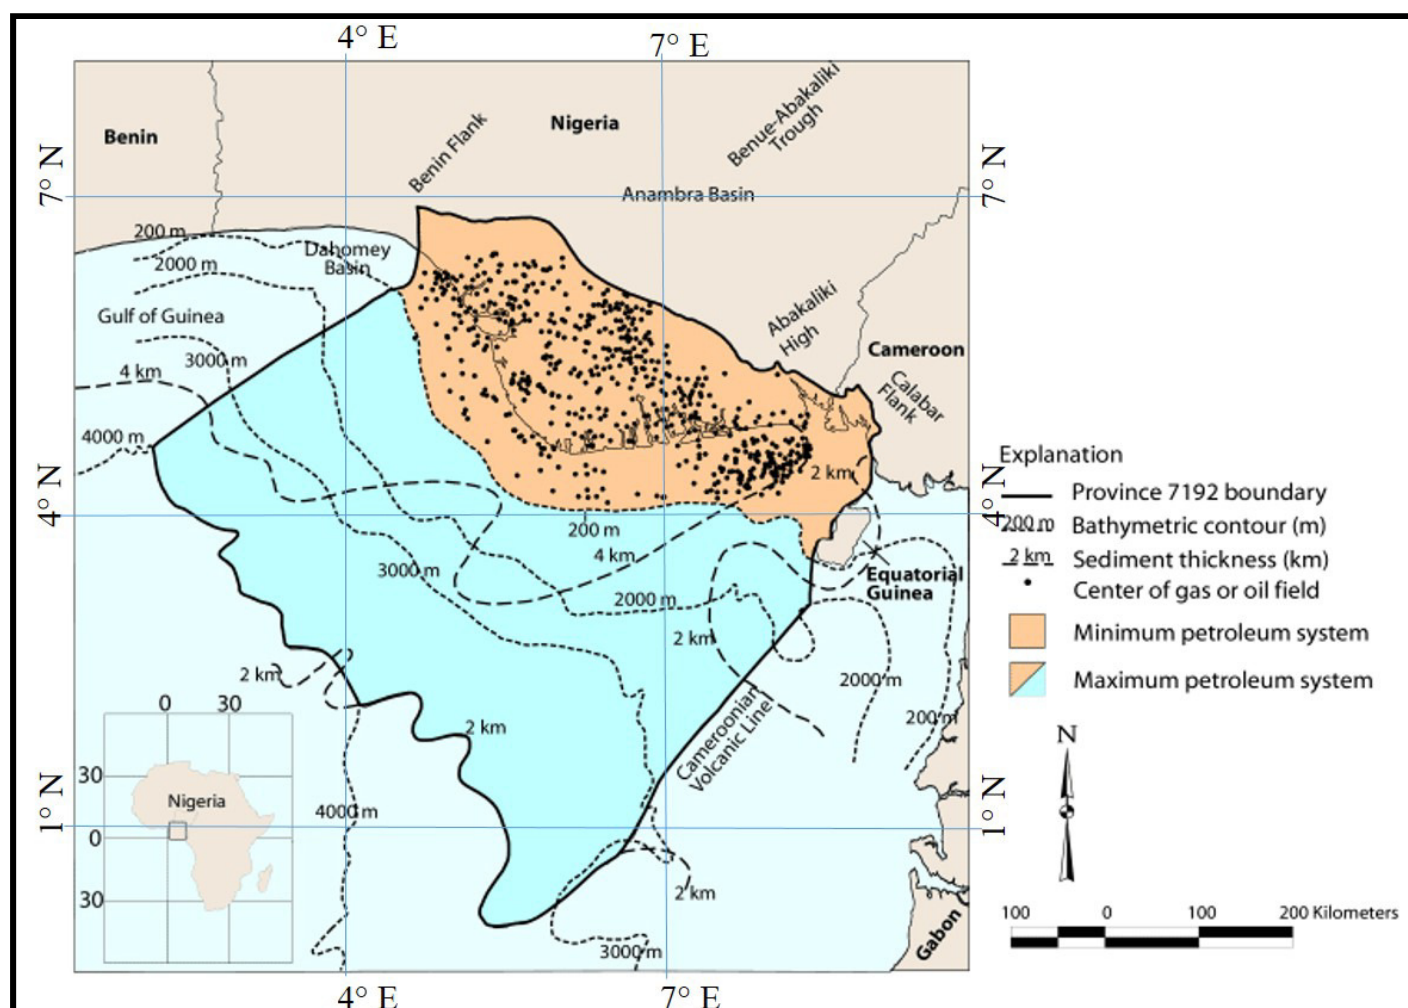 4° E
7° E
Benin
Nigeria
Benin Flank
Benue-Abakaliki
Trough
7° N
7° N
Anambra Basin
200 m
Dahomey
Basin
2000 m
Gulf of Guinea
Abakaliki
High
3000 m
Cameroon
4 km
Calabar
Flank
4000 m
2 km
4° N
4° N
200 m
4 km
3000 m
Equatorial
Guinea
2000 m
2 km
2 km
2000 m
200 m
2 km
Cameroonian
Volcanic Line
4000 m
1° N
1° N
2 km
3000 m
Gabon
0
30
30
Nigeria
0
30
4° E
7° E
Explanation
Province 7192 boundary
200 m
Bathymetric contour (m)
2 km
Sediment thickness (km)
Center of gas or oil field
Minimum petroleum system
Maximum petroleum system
N
100
0
100
200 Kilometers